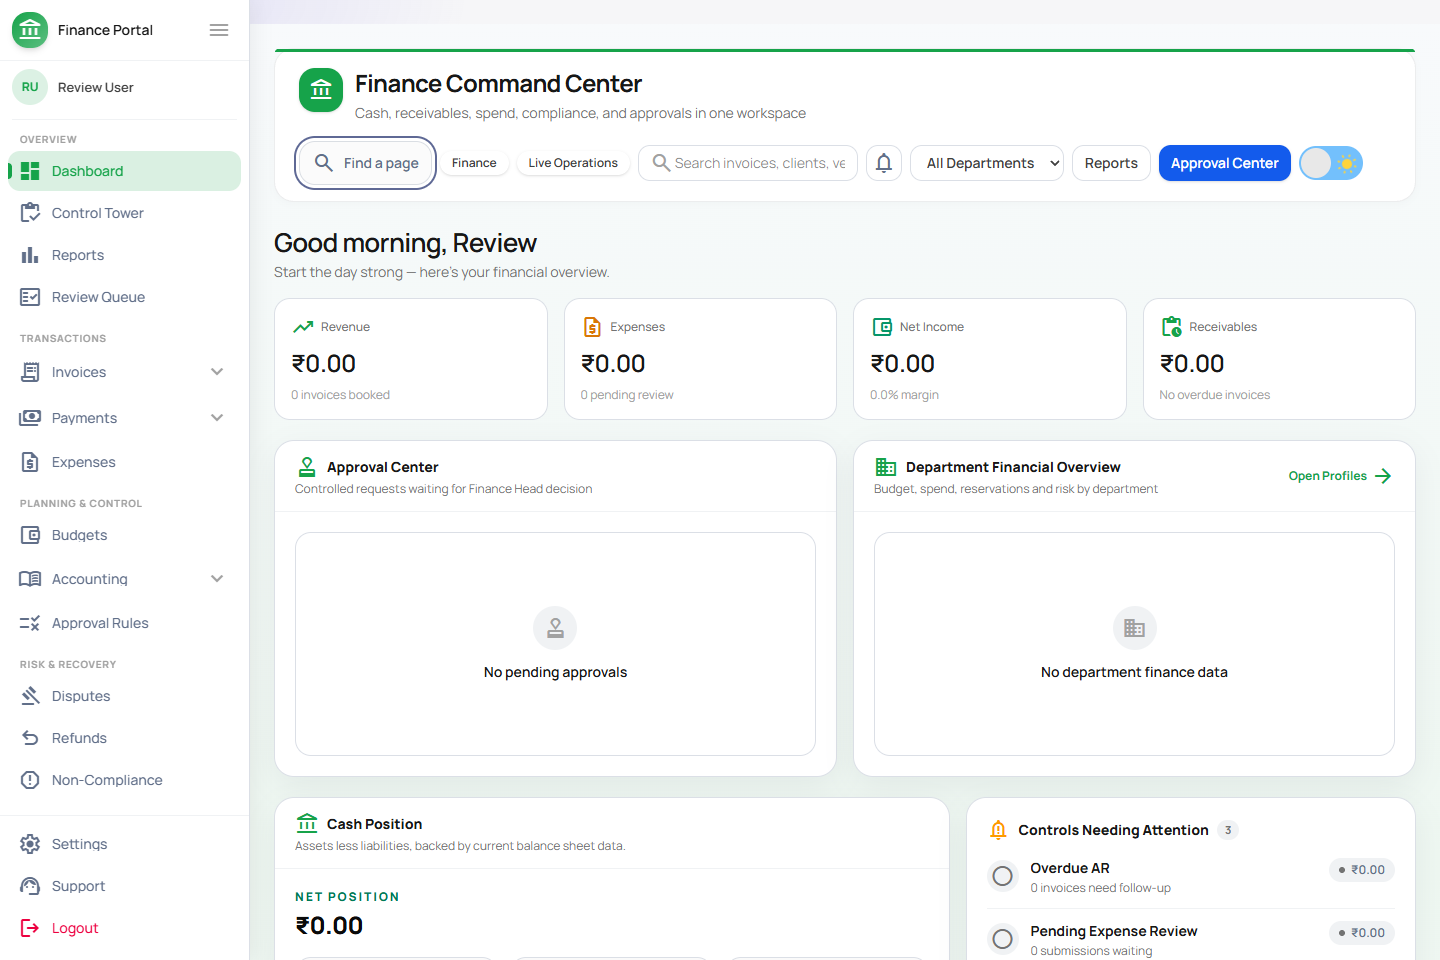 Finance Portal
RU Review User
OVERVIEW
Dashboard
Control Tower
Reports
Review Queue
TRANSACTIONS
Invoices
Payments
Expenses
PLANNING & CONTROL
Budgets
Accounting
Approval Rules
RISK & RECOVERY
Disputes
Refunds
Non-Compliance
Settings
Support
Logout
Finance Command Center
Cash, receivables, spend, compliance, and approvals in one workspace
Find a page Finance Live Operations Search invoices, clients, ve All Departments Reports Approval Center
Good morning, Review
Start the day strong — here's your financial overview.
Revenue
₹0.00
0 invoices booked
Expenses
₹0.00
0 pending review
Net Income
₹0.00
0.0% margin
Receivables
₹0.00
No overdue invoices
Approval Center
Controlled requests waiting for Finance Head decision
No pending approvals
Department Financial Overview
Budget, spend, reservations and risk by department
Open Profiles
No department finance data
Cash Position
Assets less liabilities, backed by current balance sheet data.
NET POSITION
₹0.00
Controls Needing Attention 3
Overdue AR ₹0.00
0 invoices need follow-up
Pending Expense Review ₹0.00
0 submissions waiting